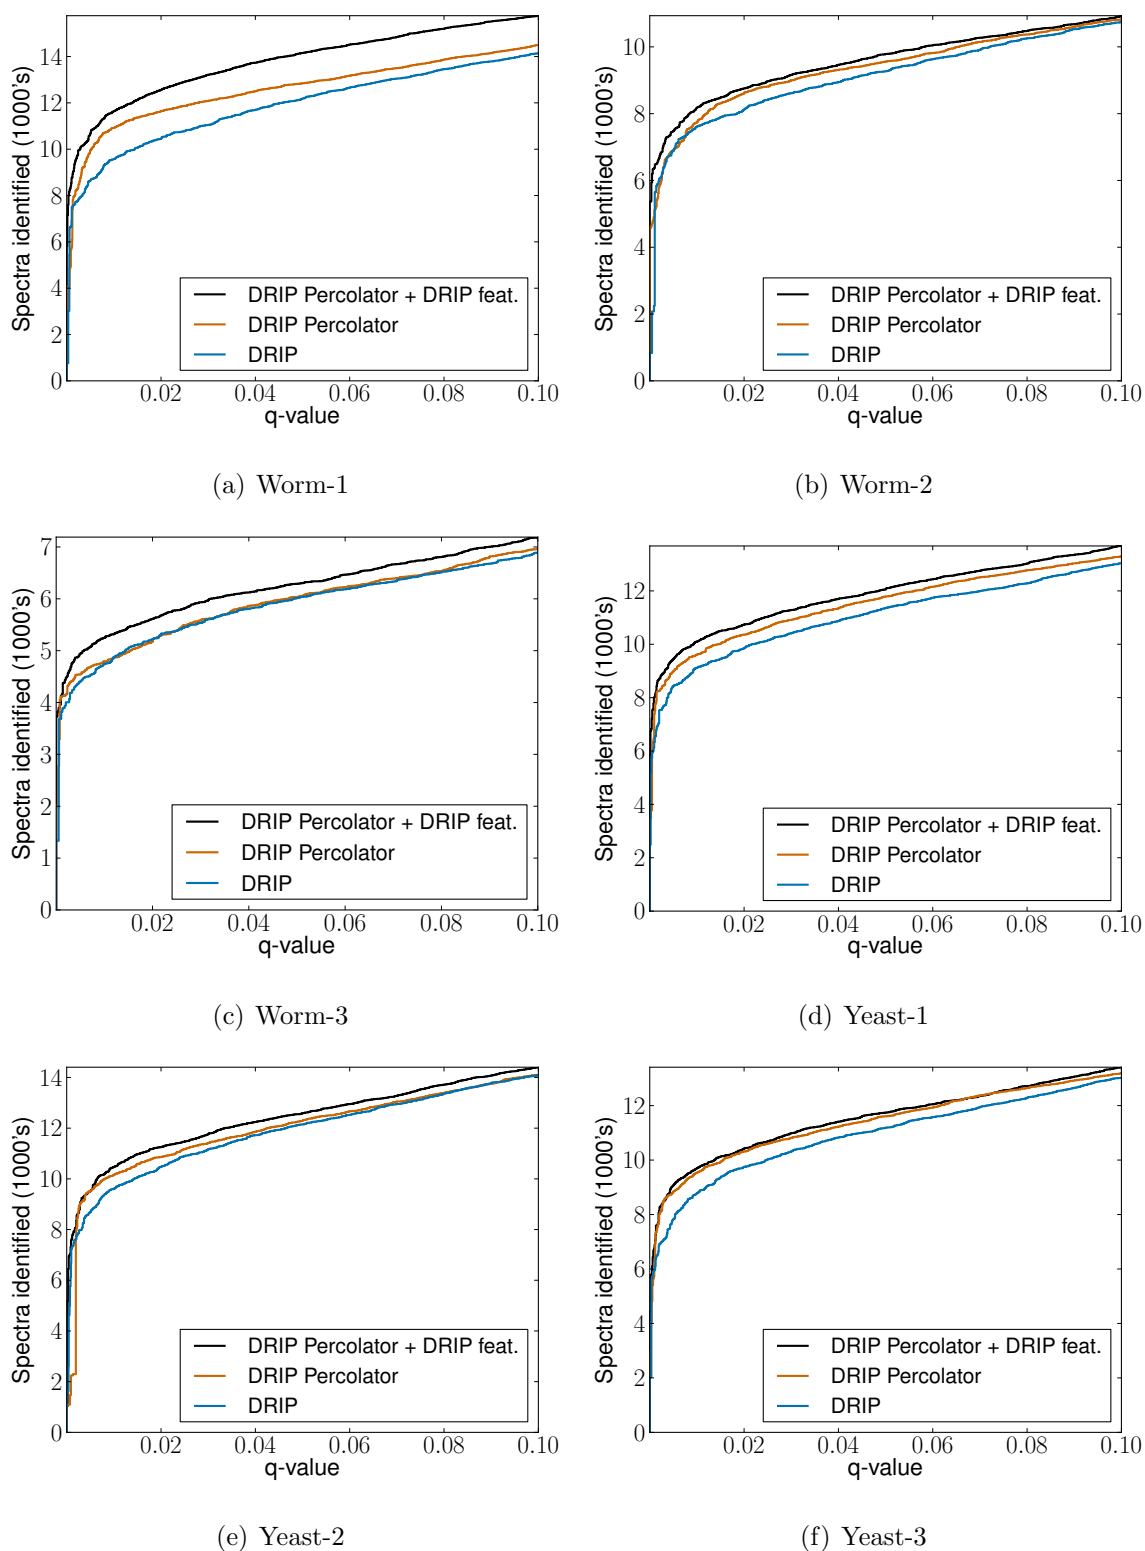 Spectra identified (1000's)
14
12
10
8
6
4
2
0
DRIP Percolator + DRIP feat.
DRIP Percolator
DRIP
0.02 0.04 0.06 0.08 0.10
q-value
(a) Worm-1
Spectra identified (1000's)
10
8
6
4
2
0
DRIP Percolator + DRIP feat.
DRIP Percolator
DRIP
0.02 0.04 0.06 0.08 0.10
q-value
(b) Worm-2
Spectra identified (1000's)
7
6
5
4
3
2
1
0
DRIP Percolator + DRIP feat.
DRIP Percolator
DRIP
0.02 0.04 0.06 0.08 0.10
q-value
(c) Worm-3
Spectra identified (1000's)
12
10
8
6
4
2
0
DRIP Percolator + DRIP feat.
DRIP Percolator
DRIP
0.02 0.04 0.06 0.08 0.10
q-value
(d) Yeast-1
Spectra identified (1000's)
14
12
10
8
6
4
2
0
DRIP Percolator + DRIP feat.
DRIP Percolator
DRIP
0.02 0.04 0.06 0.08 0.10
q-value
(e) Yeast-2
Spectra identified (1000's)
12
10
8
6
4
2
0
DRIP Percolator + DRIP feat.
DRIP Percolator
DRIP
0.02 0.04 0.06 0.08 0.10
q-value
(f) Yeast-3